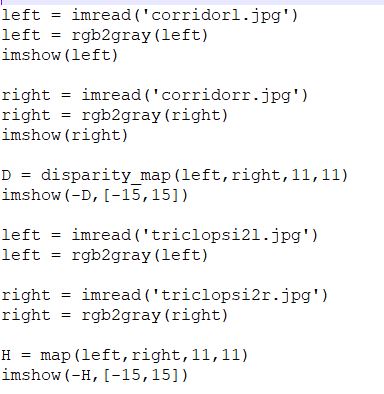 left = imread('corridorl.jpg')
left = rgb2gray(left)
imshow(left)
right = imread('corridorr.jpg')
right = rgb2gray(right)
imshow(right)
D = disparity_map(left,right,11,11)
imshow(-D,[-15,15])
left = imread('triclopsi2l.jpg')
left = rgb2gray(left)
right = imread('triclopsi2r.jpg')
right = rgb2gray(right)
H = map(left,right,11,11)
imshow(-H,[-15,15])